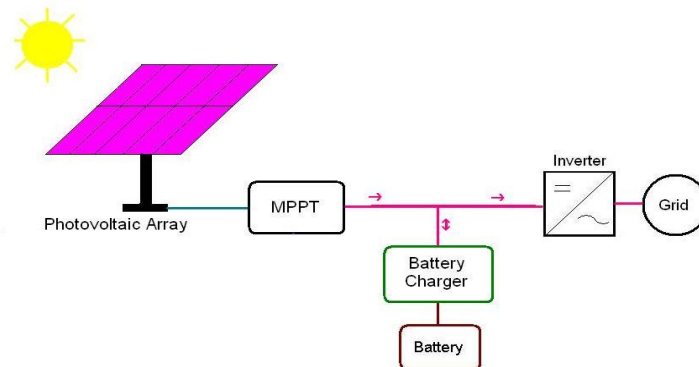 Photovoltaic Array
MPPT
Inverter
Grid
Battery
Charger
Battery